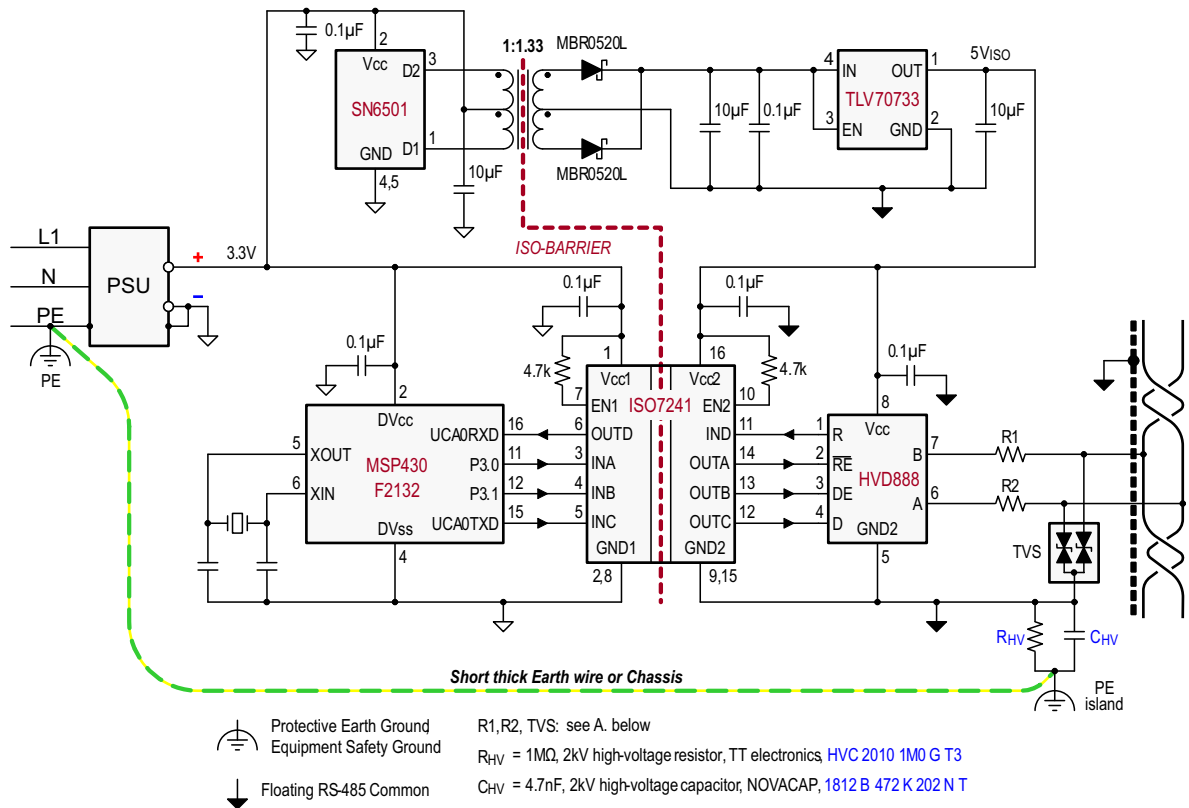 0.1µF
2
Vcc
D2
3
SN6501
D1
1
GND
4,5
10µF
1:1.33
MBR0520L
MBR0520L
10µF
0.1µF
4
IN
OUT
1
TLV70733
3
EN
GND
2
5VISO
10µF
ISO-BARRIER
L1
N
PE
PSU
+
−
3.3V
PE
0.1µF
2
DVcc
5
XOUT
6
XIN
MSP430
F2132
UCA0RXD
16
P3.0
11
P3.1
12
UCA0TXD
15
DVss
4
0.1µF
4.7k
1
Vcc1
7
EN1
6
OUTD
3
INA
4
INB
5
INC
GND1
2,8
ISO7241
0.1µF
4.7k
16
Vcc2
EN2
10
IND
11
OUTA
14
OUTB
13
OUTC
12
GND2
9,15
0.1µF
8
Vcc
1
R
2
RE
3
DE
4
D
HVD888
B
7
A
6
GND2
5
R1
R2
TVS
RHV
CHV
PE
island
Short thick Earth wire or Chassis
Protective Earth Ground,
Equipment Safety Ground
Floating RS-485 Common
R1,R2, TVS: see A. below
RHV = 1MΩ, 2kV high-voltage resistor, TT electronics, HVC 2010 1M0 G T3
CHV = 4.7nF, 2kV high-voltage capacitor, NOVACAP, 1812 B 472 K 202 N T